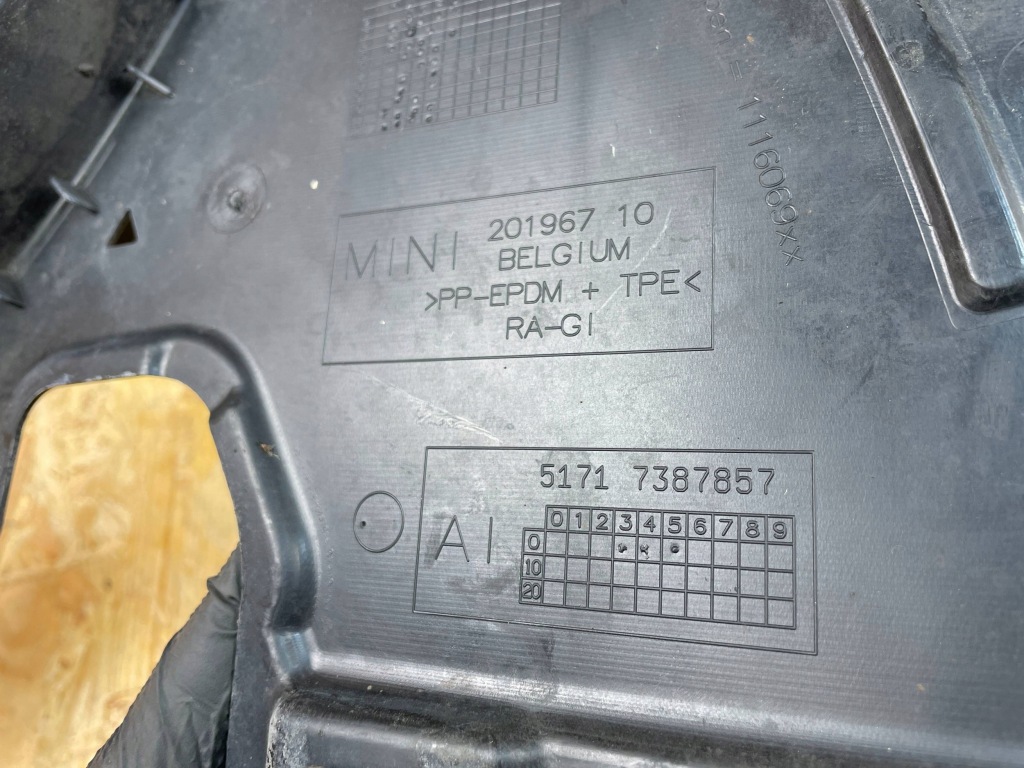 1116069xx
MINI 201967 10
BELGIUM
>PP-EPDM + TPE<
RA-GI
5171 7387857
AI
0 1 2 3 4 5 6 7 8 9
0
10
20